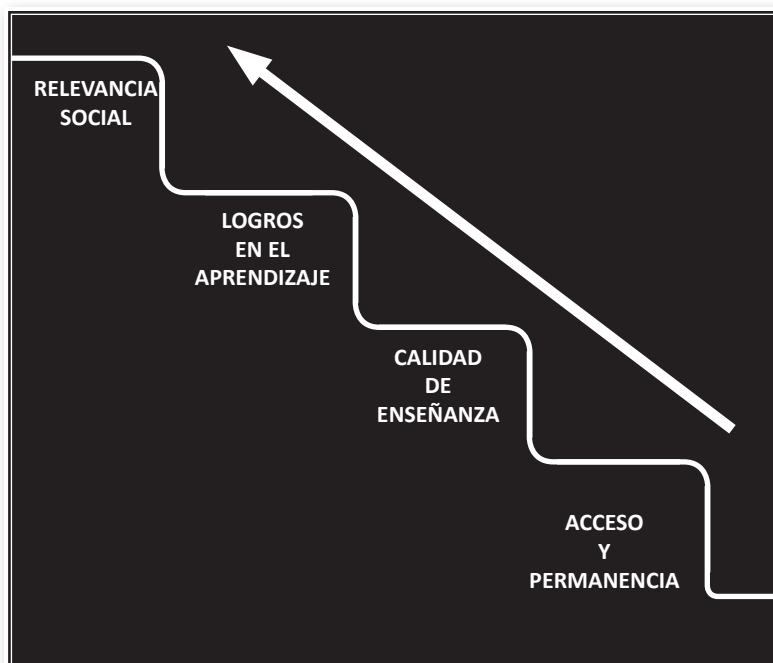 RELEVANCIA
SOCIAL
LOGROS
EN EL
APRENDIZAJE
CALIDAD
DE
ENSEÑANZA
ACCESO
Y
PERMANENCIA